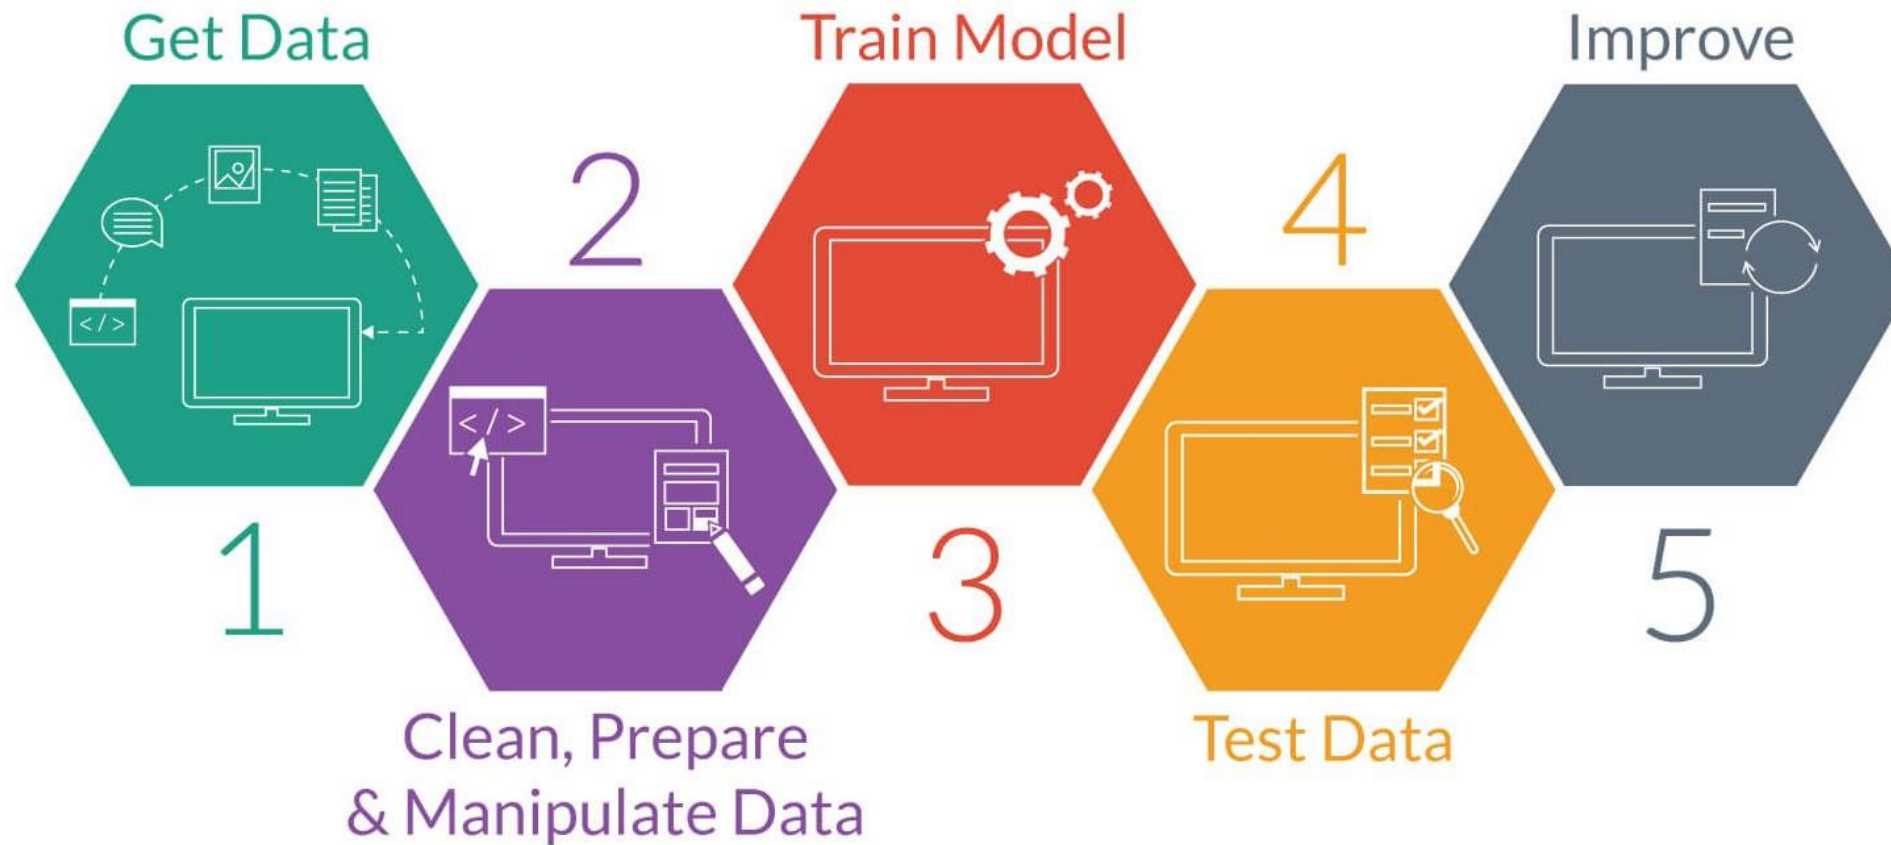 Get Data
1
2
Clean, Prepare
& Manipulate Data
Train Model
3
4
Test Data
Improve
5
</>
</>